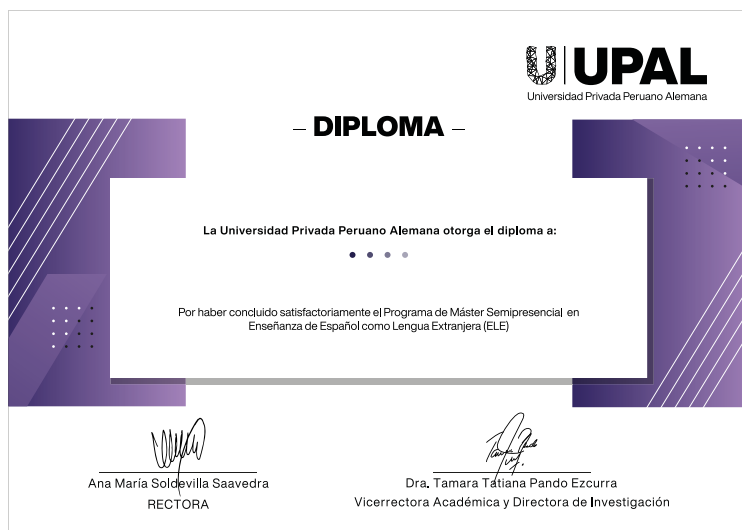 UPAL
Universidad Privada Peruano Alemana
– DIPLOMA –
La Universidad Privada Peruano Alemana otorga el diploma a:
Por haber concluido satisfactoriamente el Programa de Máster Semipresencial en
Enseñanza de Español como Lengua Extranjera (ELE)
Ana María Soldevilla Saavedra
RECTORA
Dra. Tamara Tatiana Pando Ezcurra
Vicerrectora Académica y Directora de Investigación